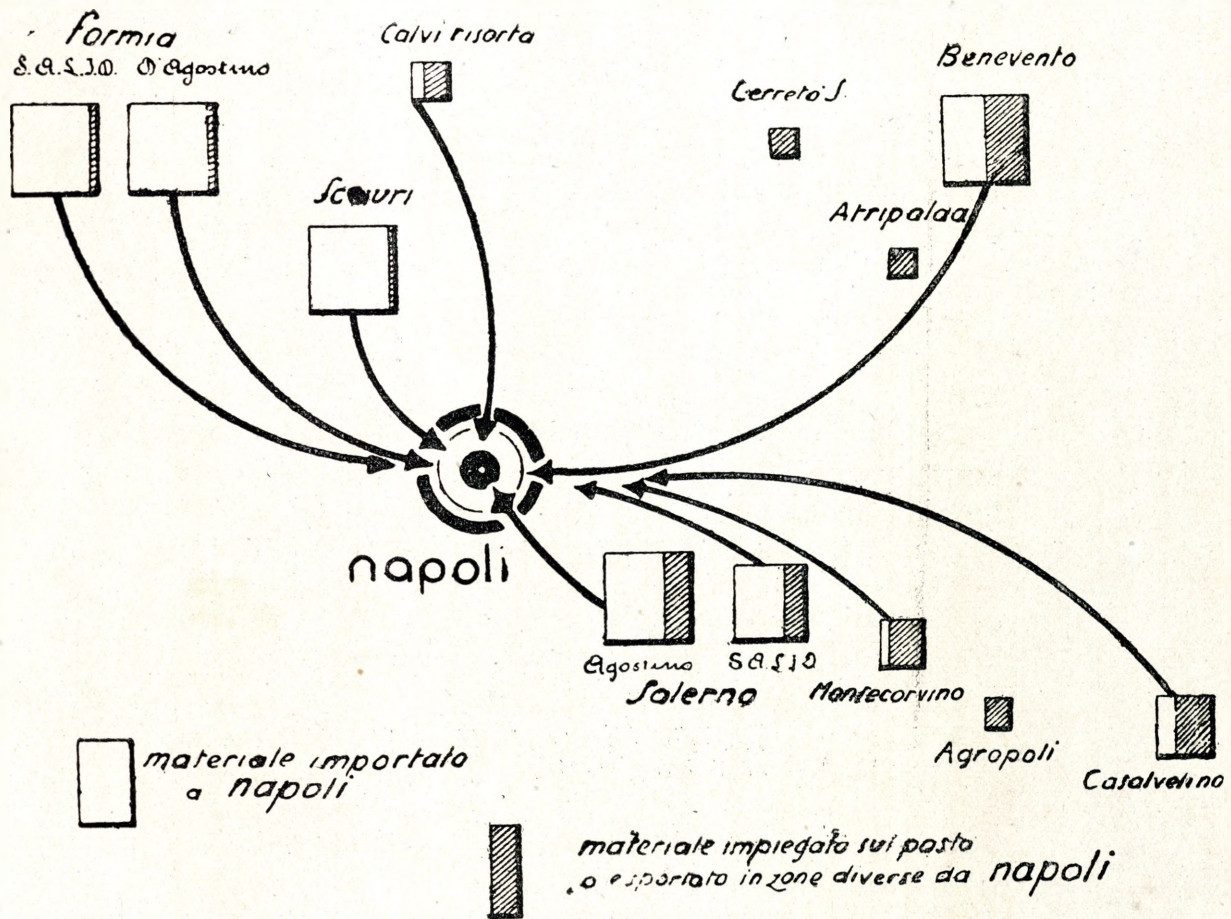 Formia
S.A.L.I.D. D'Agostino
Calvi risorta
Cerreto S.
Benevento
Scauri
Atripalda
napoli
Agostino
S A L I D
Salerno
Montecorvino
Agropoli
Casalvelino
materiale importato
a napoli
materiale impiegato sul posto
o esportato in zone diverse da napoli